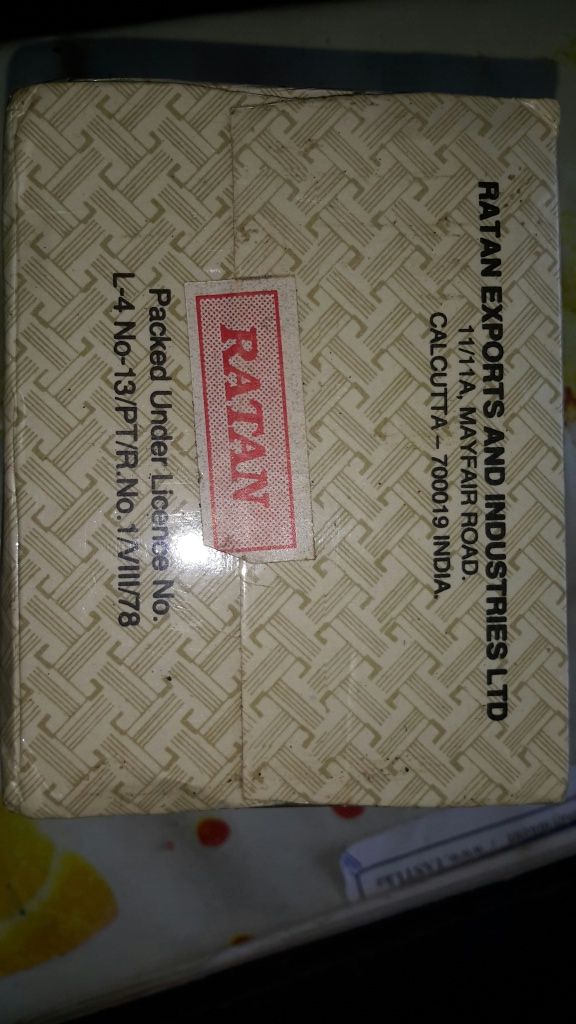 RATAN EXPORTS AND INDUSTRIES LTD
11/11A, MAYFAIR ROAD.
CALCUTTA – 700019 INDIA.
RATAN
Packed Under Licence No.
L-4 No-13/PT/R.No.1/VIII/78